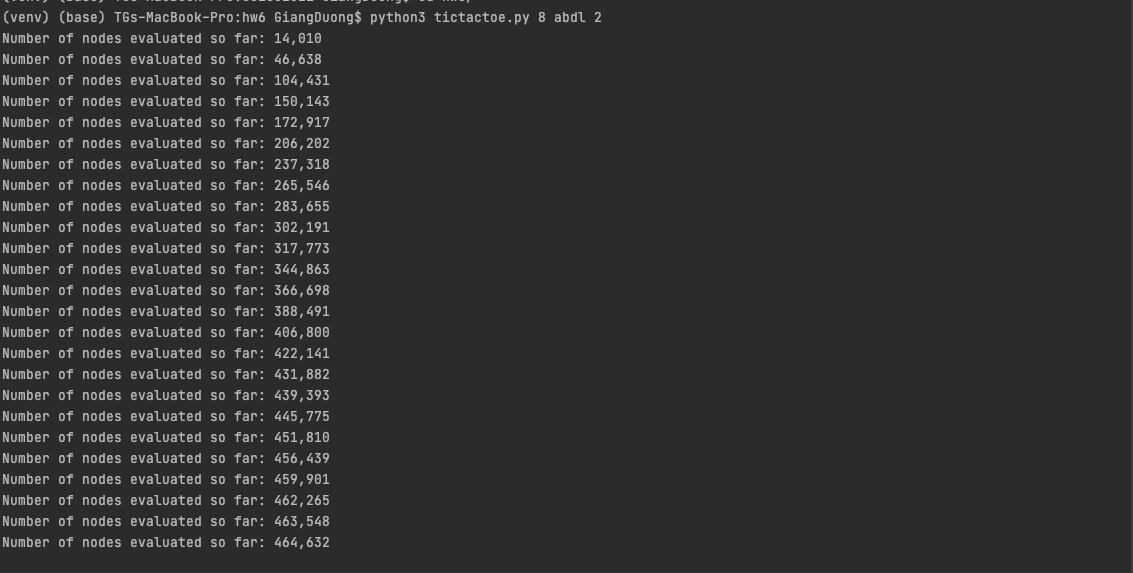 (venv) (base) TGs-MacBook-Pro:hw6 GiangDuong$ python3 tictactoe.py 8 abdl 2
Number of nodes evaluated so far: 14,010
Number of nodes evaluated so far: 46,638
Number of nodes evaluated so far: 104,431
Number of nodes evaluated so far: 150,143
Number of nodes evaluated so far: 172,917
Number of nodes evaluated so far: 206,202
Number of nodes evaluated so far: 237,318
Number of nodes evaluated so far: 265,546
Number of nodes evaluated so far: 283,655
Number of nodes evaluated so far: 302,191
Number of nodes evaluated so far: 317,773
Number of nodes evaluated so far: 344,863
Number of nodes evaluated so far: 366,698
Number of nodes evaluated so far: 388,491
Number of nodes evaluated so far: 406,800
Number of nodes evaluated so far: 422,141
Number of nodes evaluated so far: 431,882
Number of nodes evaluated so far: 439,393
Number of nodes evaluated so far: 445,775
Number of nodes evaluated so far: 451,810
Number of nodes evaluated so far: 456,439
Number of nodes evaluated so far: 459,901
Number of nodes evaluated so far: 462,265
Number of nodes evaluated so far: 463,548
Number of nodes evaluated so far: 464,632